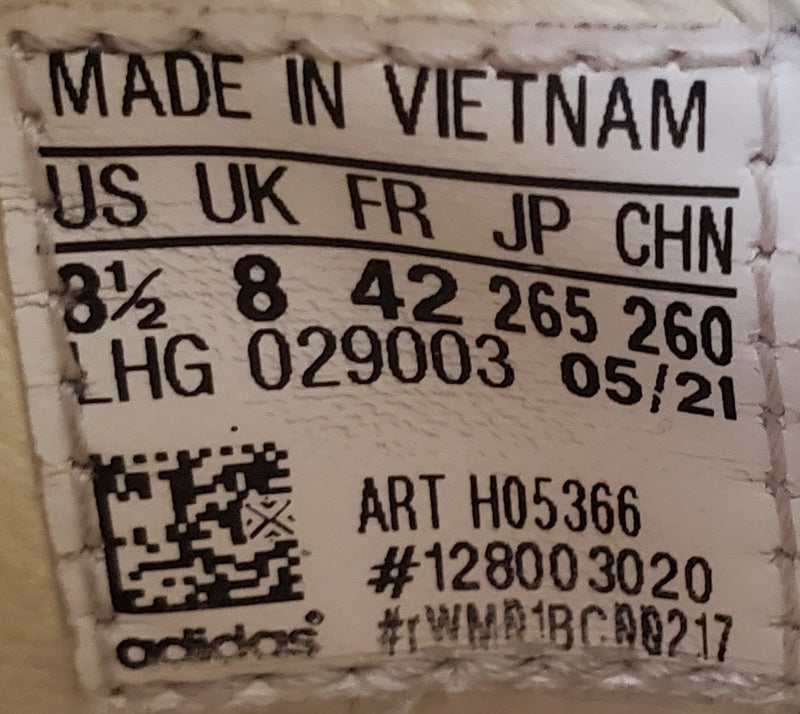 MADE IN VIETNAM
US UK FR JP CHN
8½ 8 42 265 260
LHG 029003 05/21
ART H05366
#128003020
adidas®